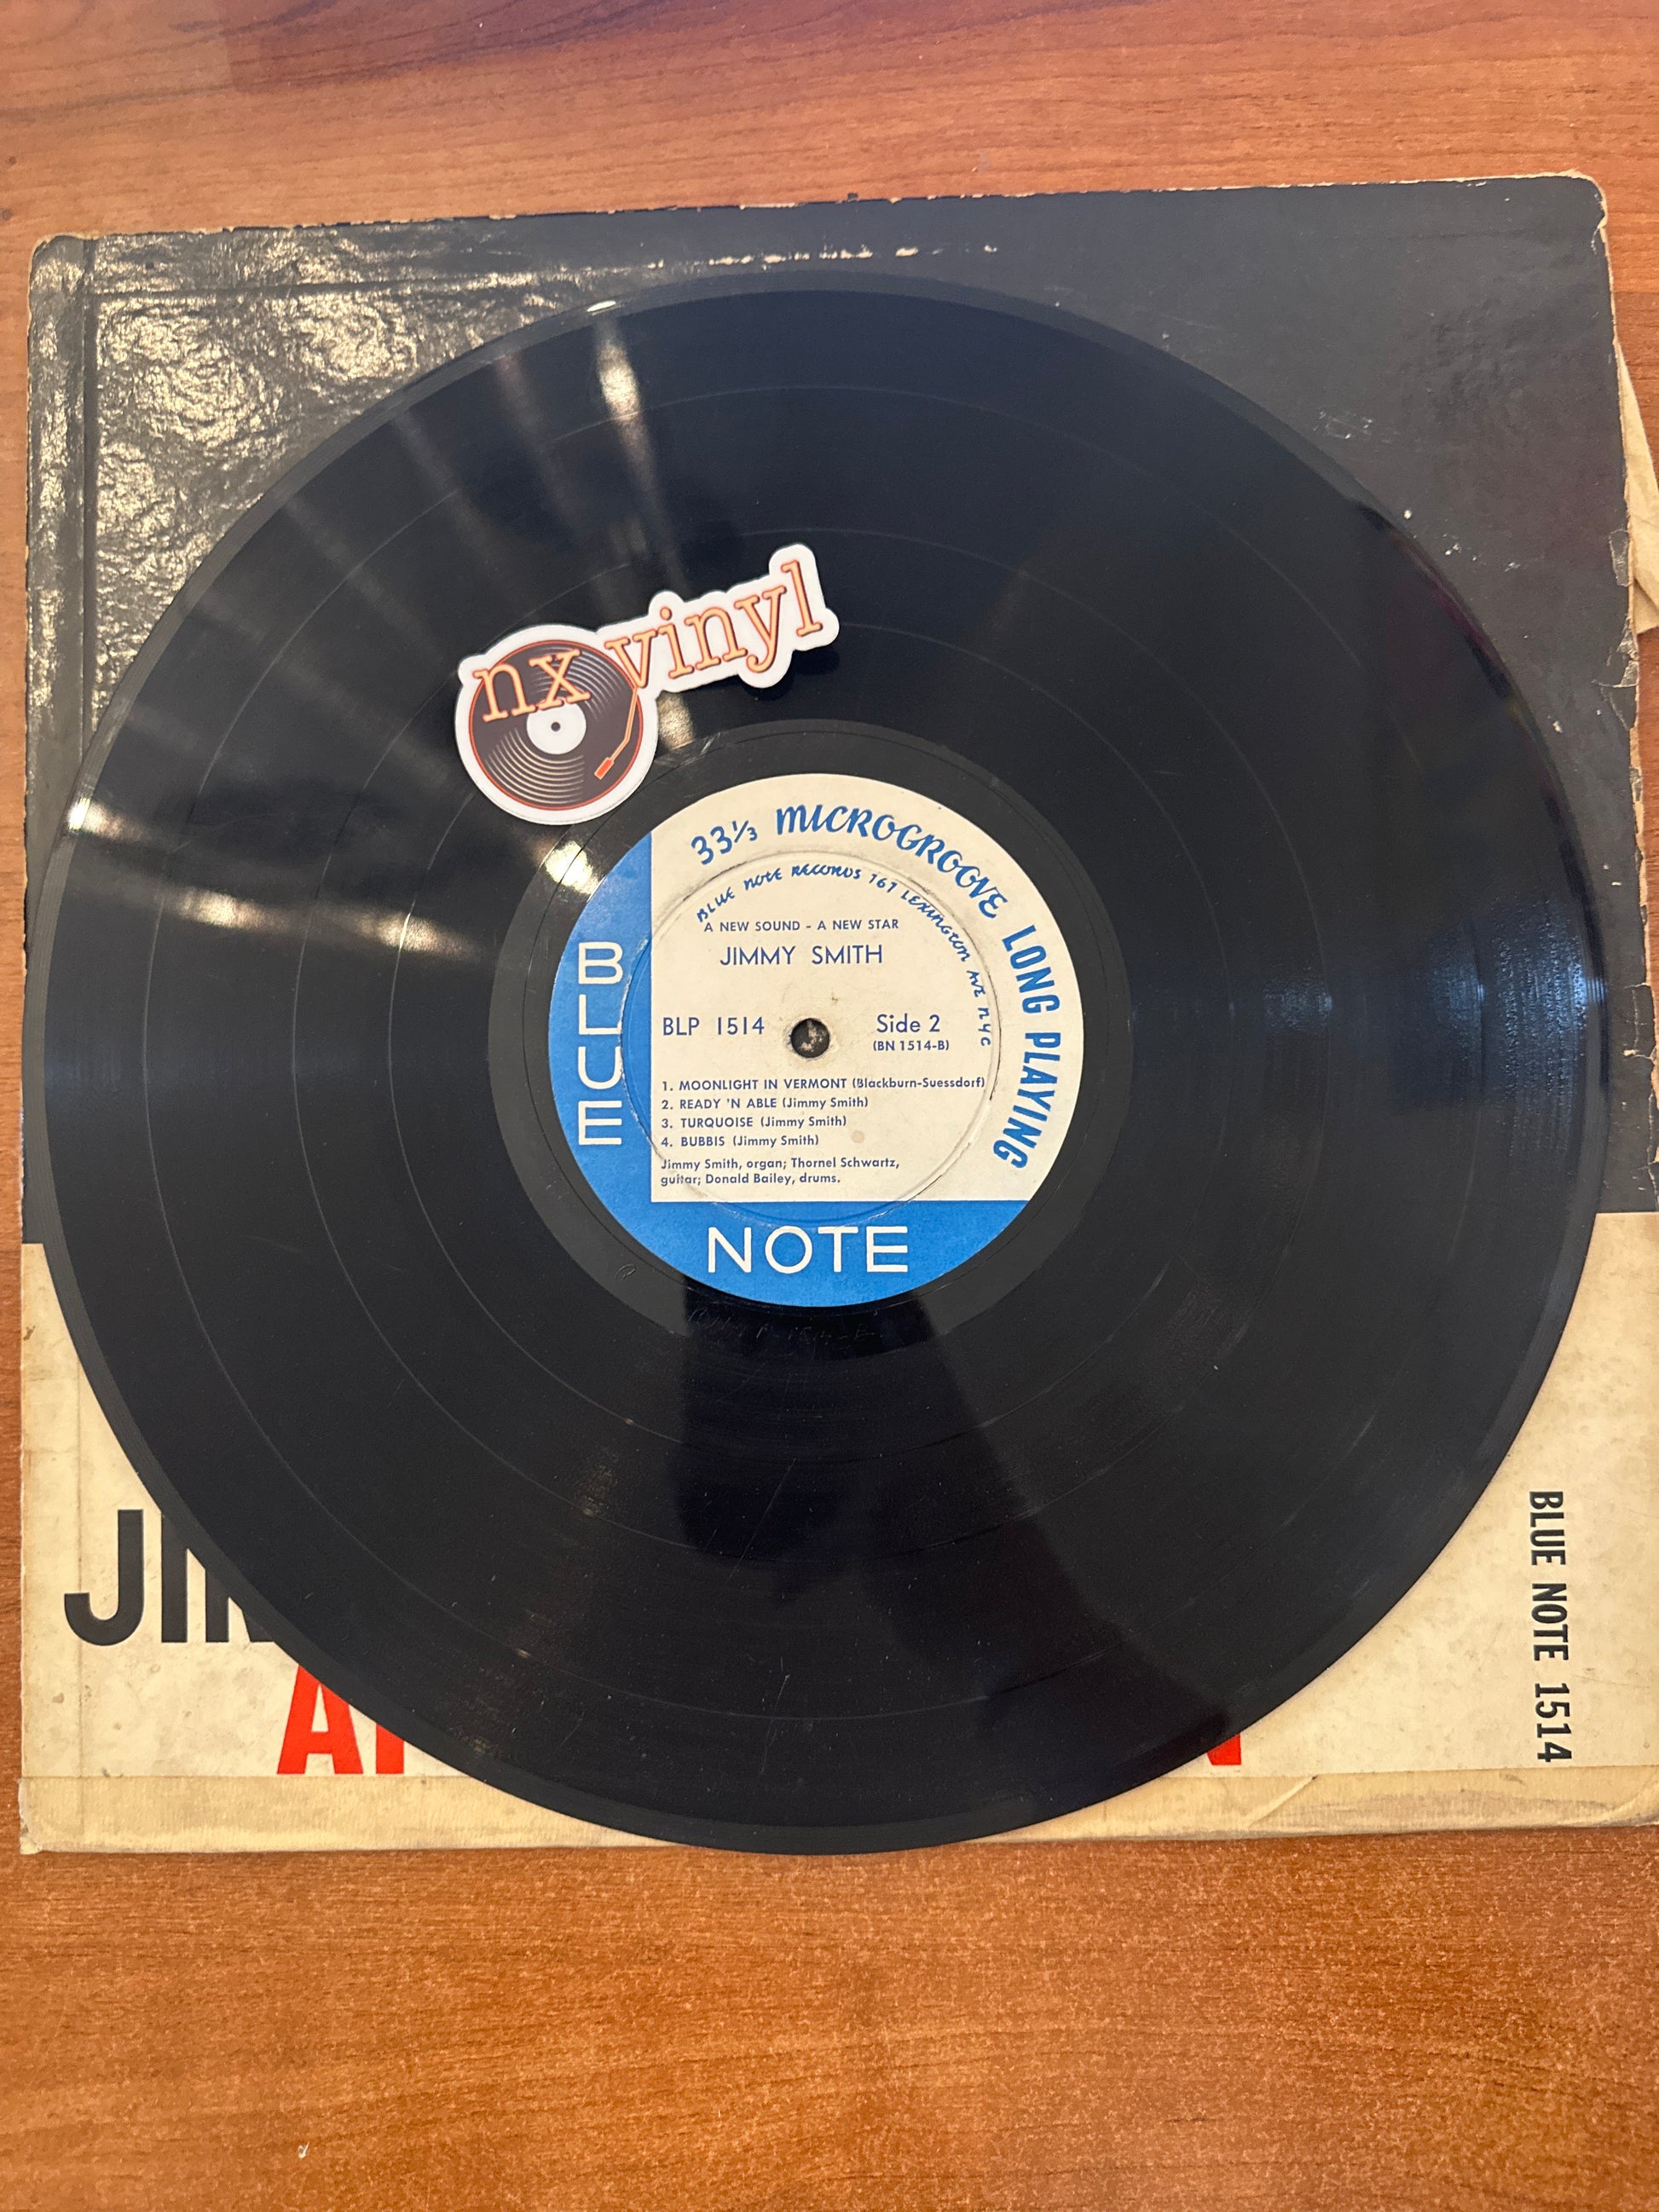 nx vinyl
33⅓ MICROGROOVE LONG PLAYING
BLUE NOTE RECORDS 767 LEXINGTON AVE NYC
A NEW SOUND - A NEW STAR
JIMMY SMITH
BLP 1514 Side 2
(BN 1514-B)
1. MOONLIGHT IN VERMONT (Blackburn-Suessdorf)
2. READY 'N ABLE (Jimmy Smith)
3. TURQUOISE (Jimmy Smith)
4. BUBBIS (Jimmy Smith)
Jimmy Smith, organ; Thornel Schwartz,
guitar; Donald Bailey, drums.
BLUE
NOTE
BLUE NOTE 1514